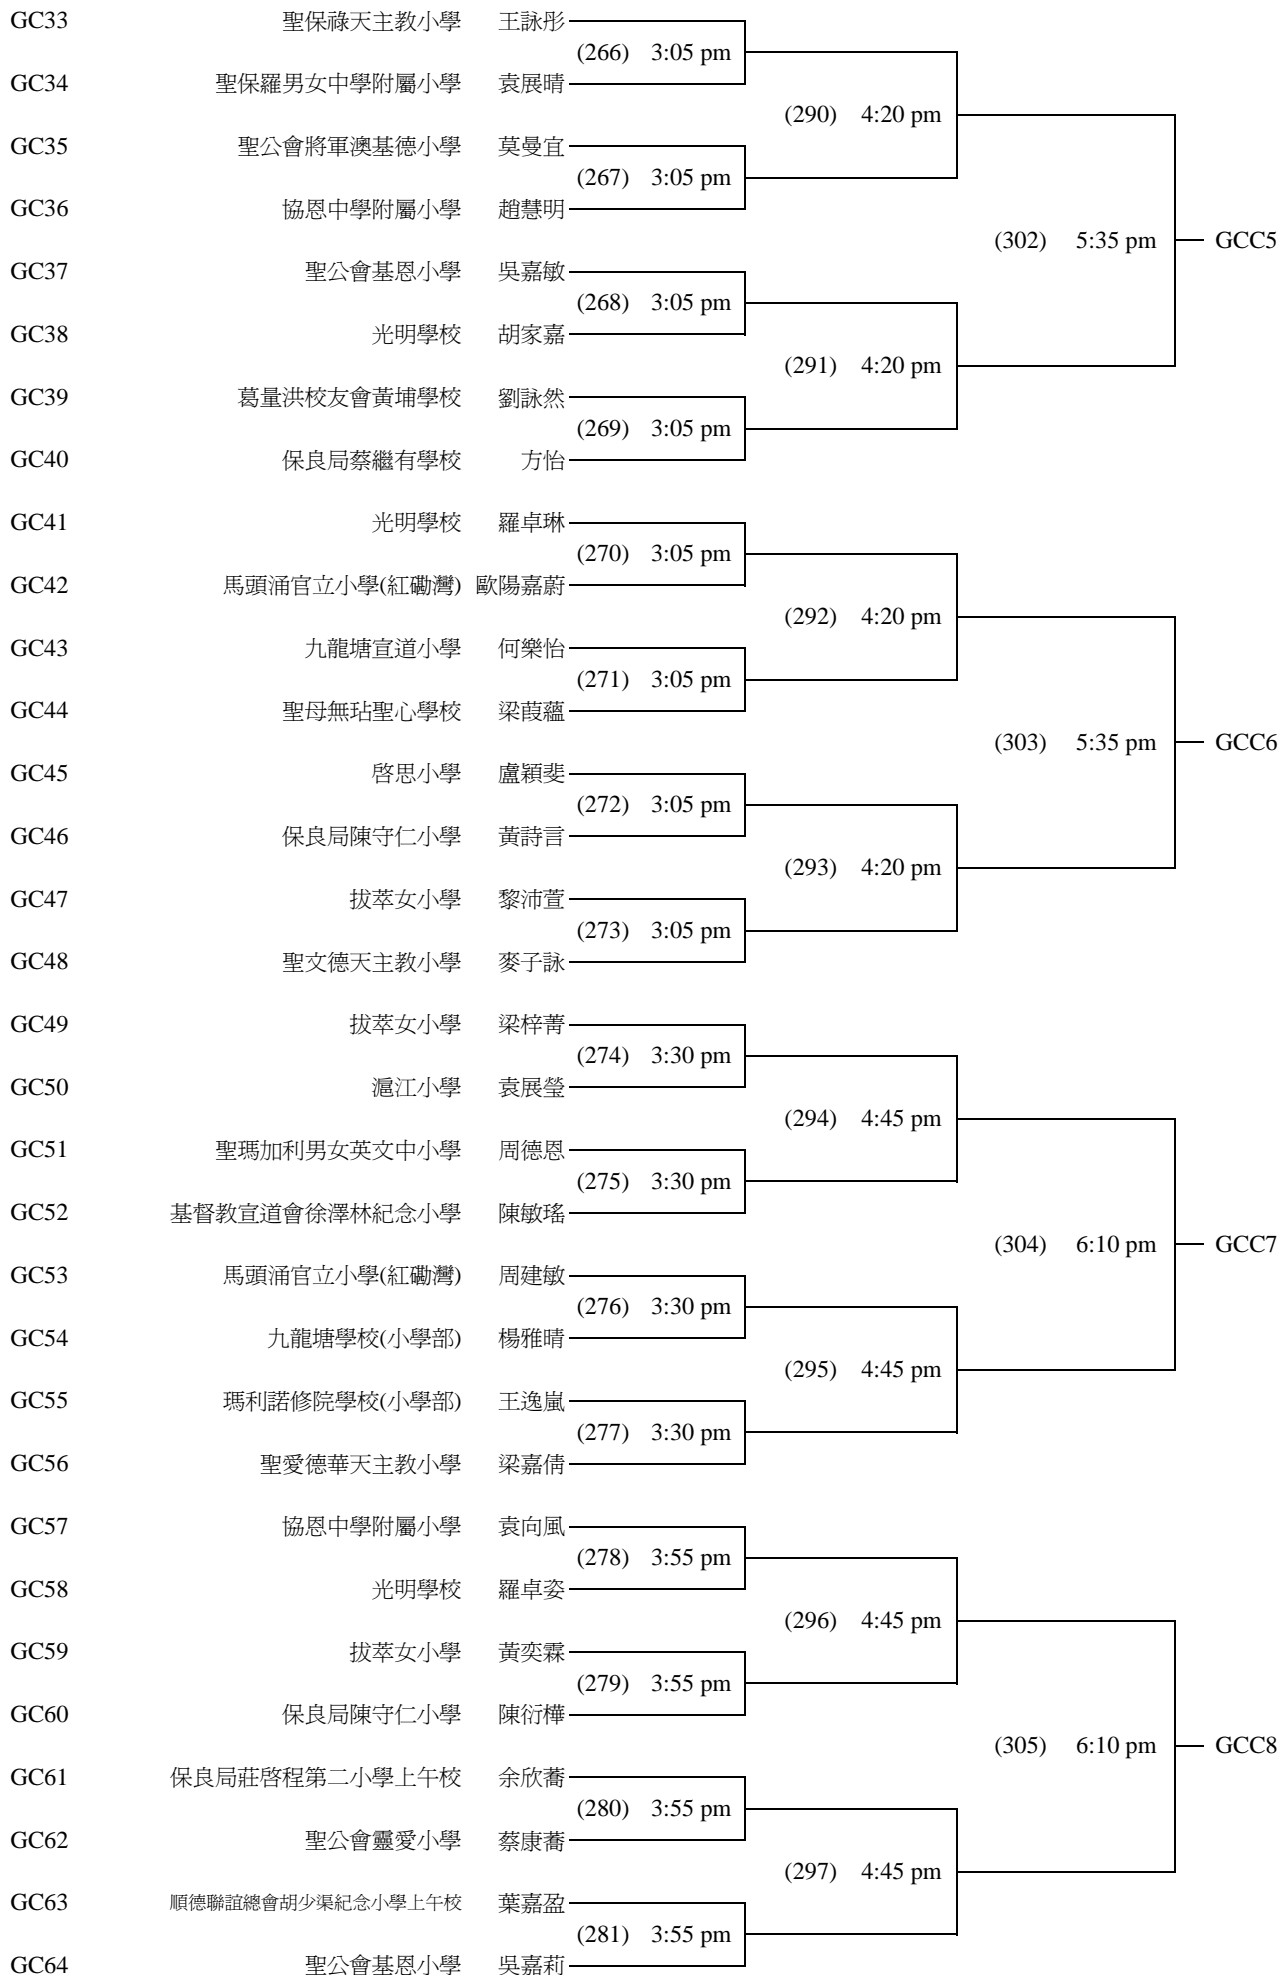 GC33 聖保祿天主教小學 王詠彤
(266) 3:05 pm
GC34 聖保羅男女中學附屬小學 袁展晴
(290) 4:20 pm
GC35 聖公會將軍澳基德小學 莫曼宜
(267) 3:05 pm
GC36 協恩中學附屬小學 趙慧明
(302) 5:35 pm GCC5
GC37 聖公會基恩小學 吳嘉敏
(268) 3:05 pm
GC38 光明學校 胡家嘉
(291) 4:20 pm
GC39 葛量洪校友會黃埔學校 劉詠然
(269) 3:05 pm
GC40 保良局蔡繼有學校 方怡
GC41 光明學校 羅卓琳
(270) 3:05 pm
GC42 馬頭涌官立小學(紅磡灣) 歐陽嘉蔚
(292) 4:20 pm
GC43 九龍塘宣道小學 何樂怡
(271) 3:05 pm
GC44 聖母無玷聖心學校 梁葭蘊
(303) 5:35 pm GCC6
GC45 啓思小學 盧穎斐
(272) 3:05 pm
GC46 保良局陳守仁小學 黃詩言
(293) 4:20 pm
GC47 拔萃女小學 黎沛萱
(273) 3:05 pm
GC48 聖文德天主教小學 麥子詠
GC49 拔萃女小學 梁梓菁
(274) 3:30 pm
GC50 滬江小學 袁展瑩
(294) 4:45 pm
GC51 聖瑪加利男女英文中小學 周德恩
(275) 3:30 pm
GC52 基督教宣道會徐澤林紀念小學 陳敏瑤
(304) 6:10 pm GCC7
GC53 馬頭涌官立小學(紅磡灣) 周建敏
(276) 3:30 pm
GC54 九龍塘學校(小學部) 楊雅晴
(295) 4:45 pm
GC55 瑪利諾修院學校(小學部) 王逸嵐
(277) 3:30 pm
GC56 聖愛德華天主教小學 梁嘉倩
GC57 協恩中學附屬小學 袁向風
(278) 3:55 pm
GC58 光明學校 羅卓姿
(296) 4:45 pm
GC59 拔萃女小學 黃奕霖
(279) 3:55 pm
GC60 保良局陳守仁小學 陳衍樺
(305) 6:10 pm GCC8
GC61 保良局莊啓程第二小學上午校 余欣蕎
(280) 3:55 pm
GC62 聖公會靈愛小學 蔡康蕎
(297) 4:45 pm
GC63 順德聯誼總會胡少渠紀念小學上午校 葉嘉盈
(281) 3:55 pm
GC64 聖公會基恩小學 吳嘉莉